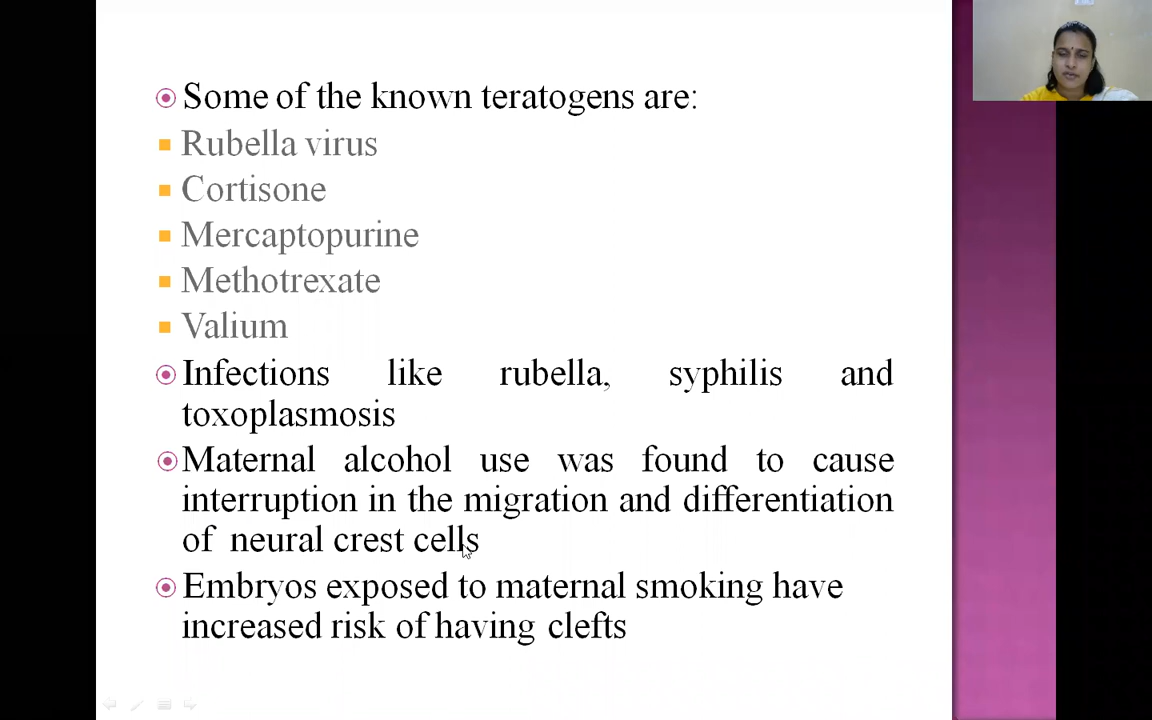 Some of the known teratogens are:
Rubella virus
Cortisone
Mercaptopurine
Methotrexate
Valium
Infections like rubella, syphilis and
toxoplasmosis
Maternal alcohol use was found to cause
interruption in the migration and differentiation
of neural crest cells
Embryos exposed to maternal smoking have
increased risk of having clefts